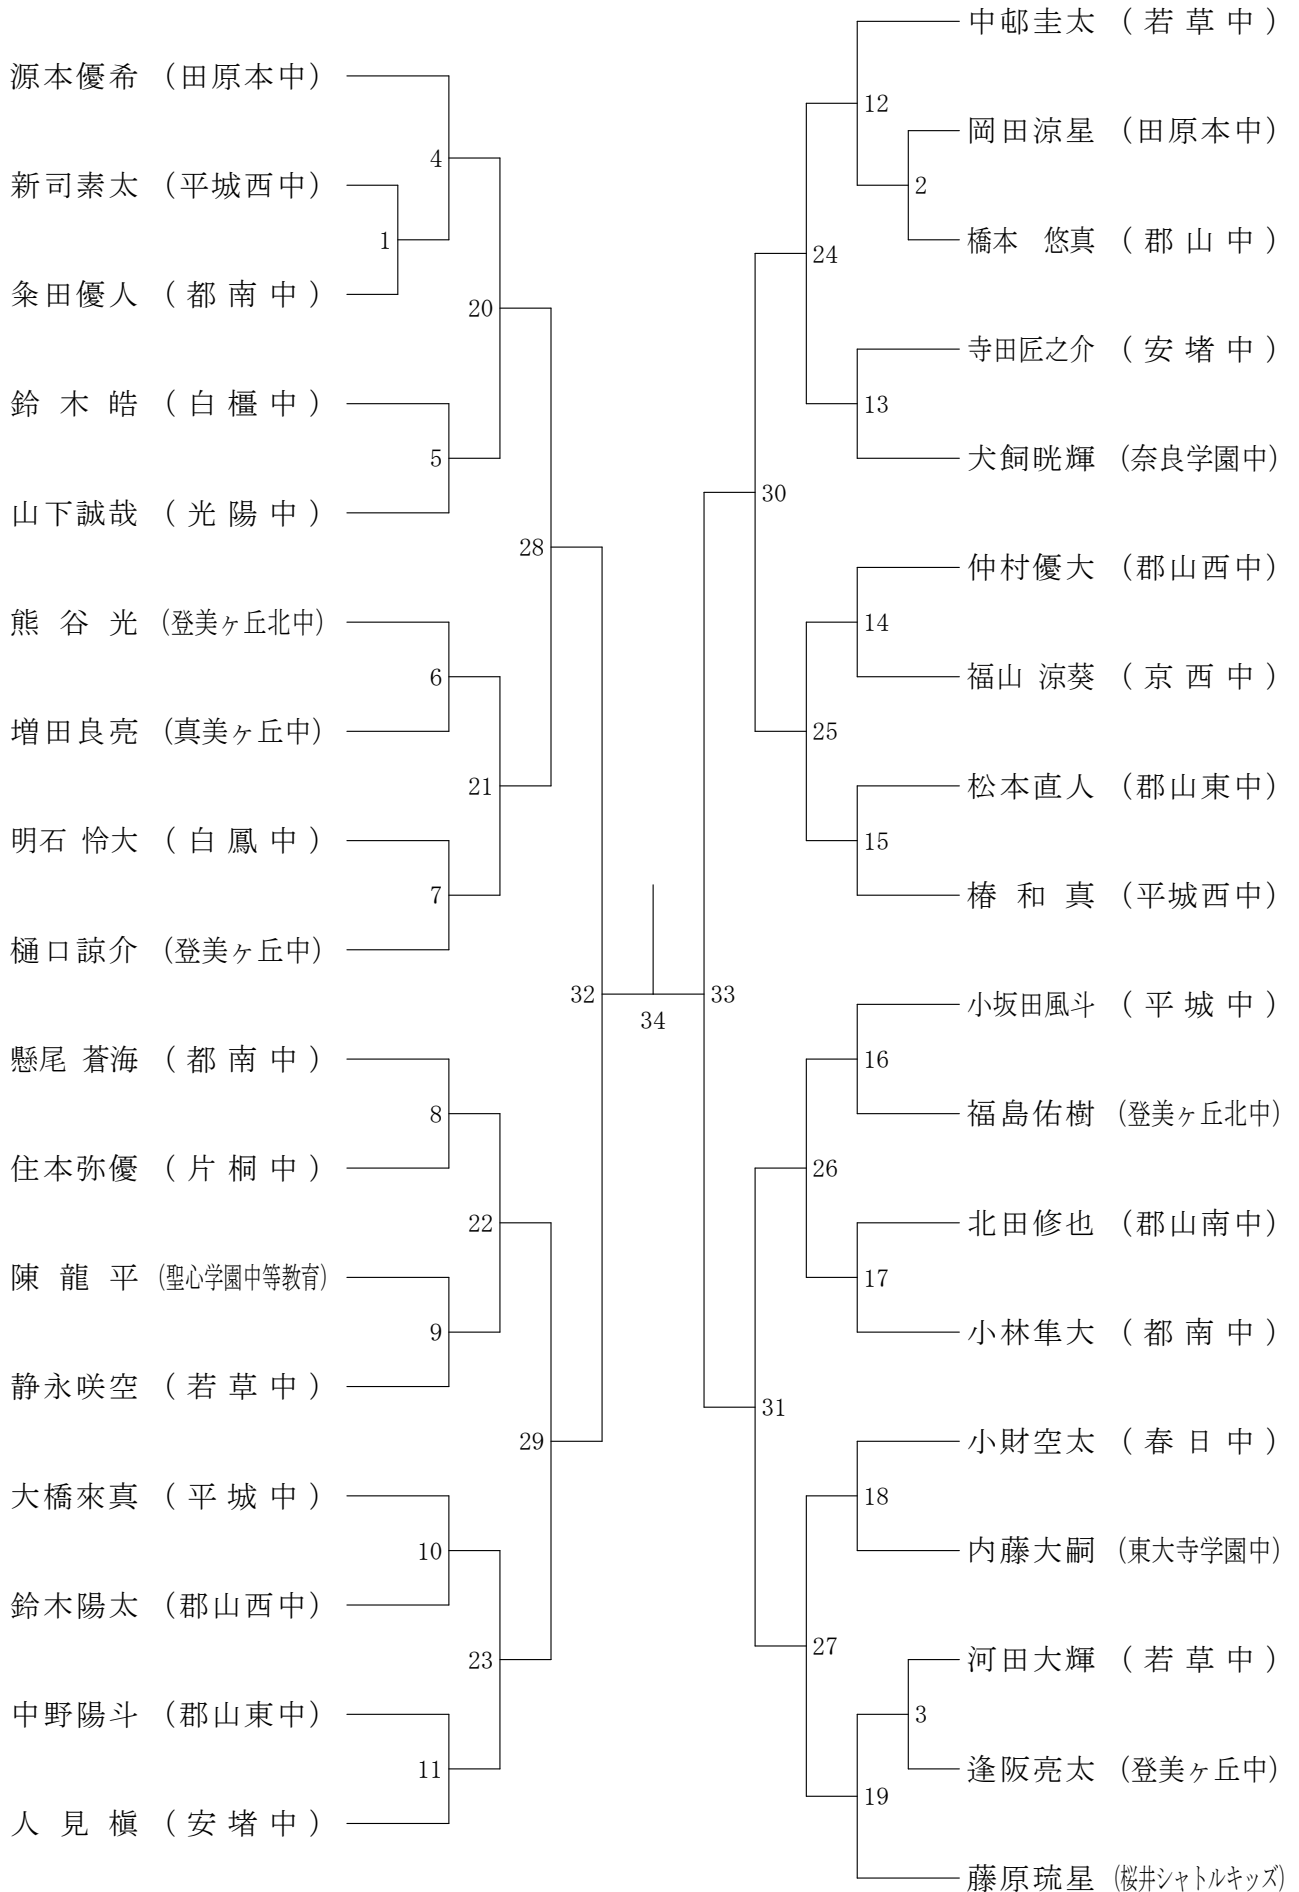 源本優希 (田原本中)
4
新司素太 (平城西中)
1
粂田優人 (都南中)
20
鈴木皓 (白橿中)
5
山下誠哉 (光陽中)
28
熊谷光 (登美ヶ丘北中)
6
増田良亮 (真美ヶ丘中)
21
明石 怜大 (白鳳中)
7
樋口諒介 (登美ヶ丘中)
32
懸尾 蒼海 (都南中)
8
住本弥優 (片桐中)
22
陳龍平 (聖心学園中等教育)
9
静永咲空 (若草中)
29
大橋來真 (平城中)
10
鈴木陽太 (郡山西中)
23
中野陽斗 (郡山東中)
11
人見槇 (安堵中)
34
中邨圭太 (若草中)
12
岡田涼星 (田原本中)
2
橋本 悠真 (郡山中)
24
寺田匠之介 (安堵中)
13
犬飼晄輝 (奈良学園中)
30
仲村優大 (郡山西中)
14
福山 涼葵 (京西中)
25
松本直人 (郡山東中)
15
椿和真 (平城西中)
33
小坂田風斗 (平城中)
16
福島佑樹 (登美ヶ丘北中)
26
北田修也 (郡山南中)
17
小林隼大 (都南中)
31
小財空太 (春日中)
18
内藤大嗣 (東大寺学園中)
27
河田大輝 (若草中)
3
逢阪亮太 (登美ヶ丘中)
19
藤原琉星 (桜井シャトルキッズ)